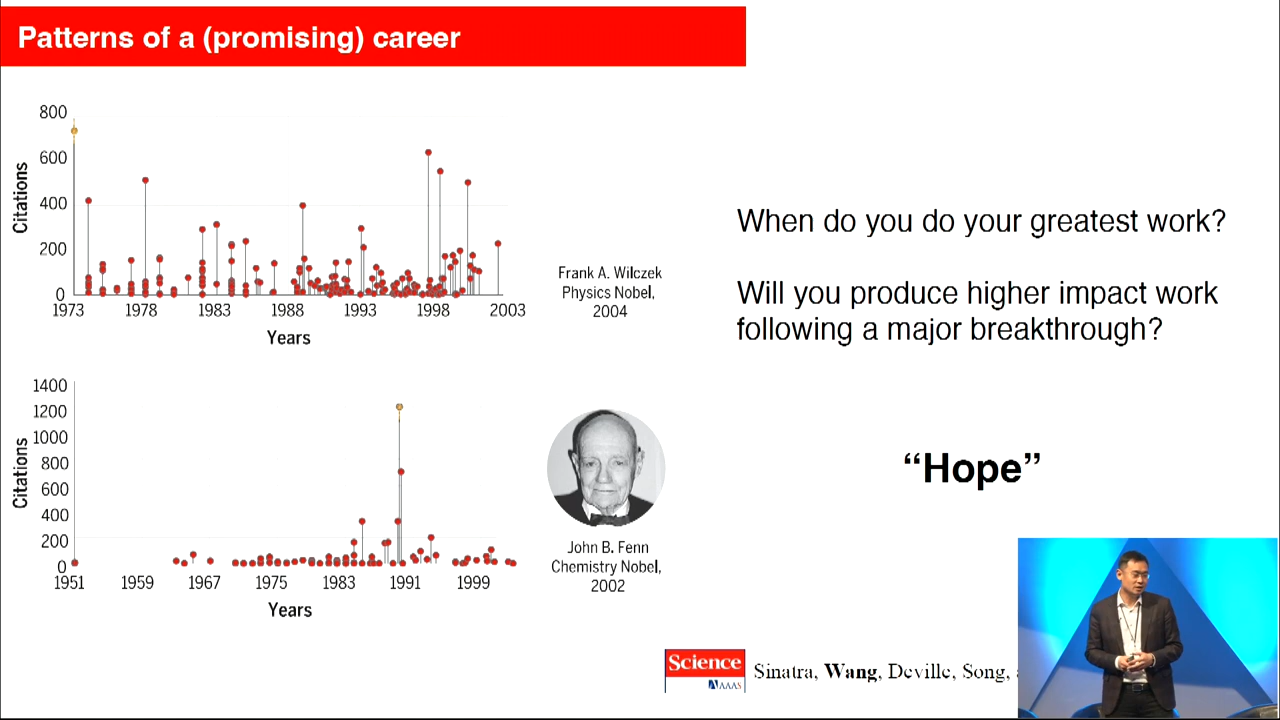 Patterns of a (promising) career
800
600
400
200
0
Citations
1973 1978 1983 1988 1993 1998 2003
Years
Frank A. Wilczek
Physics Nobel,
2004
1400
1200
1000
800
600
400
200
0
Citations
1951 1959 1967 1975 1983 1991 1999
Years
John B. Fenn
Chemistry Nobel,
2002
When do you do your greatest work?
Will you produce higher impact work
following a major breakthrough?
“Hope”
Science
AAAS
Sinatra, Wang, Deville, Song,